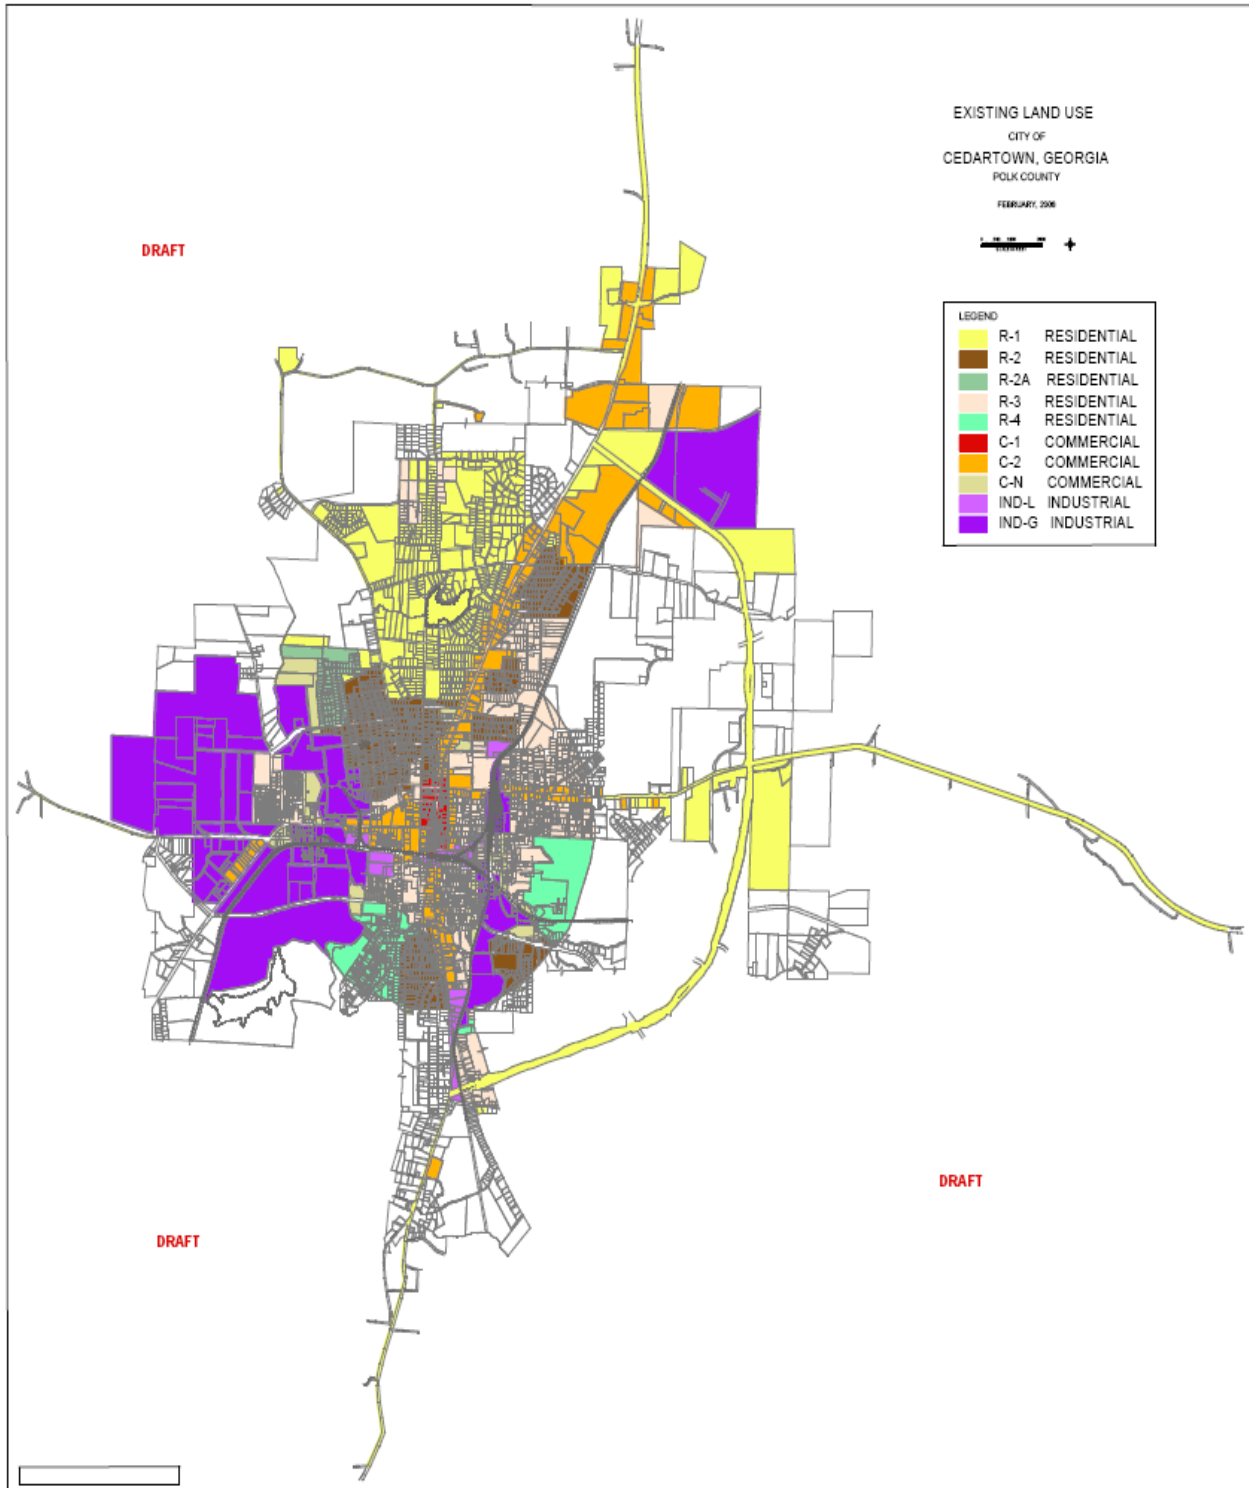 EXISTING LAND USE
CITY OF
CEDARTOWN, GEORGIA
POLK COUNTY
FEBRUARY,
DRAFT
LEGEND
R-1 RESIDENTIAL
R-2 RESIDENTIAL
R-2A RESIDENTIAL
R-3 RESIDENTIAL
R-4 RESIDENTIAL
C-1 COMMERCIAL
C-2 COMMERCIAL
C-N COMMERCIAL
IND-L INDUSTRIAL
IND-G INDUSTRIAL
DRAFT
DRAFT